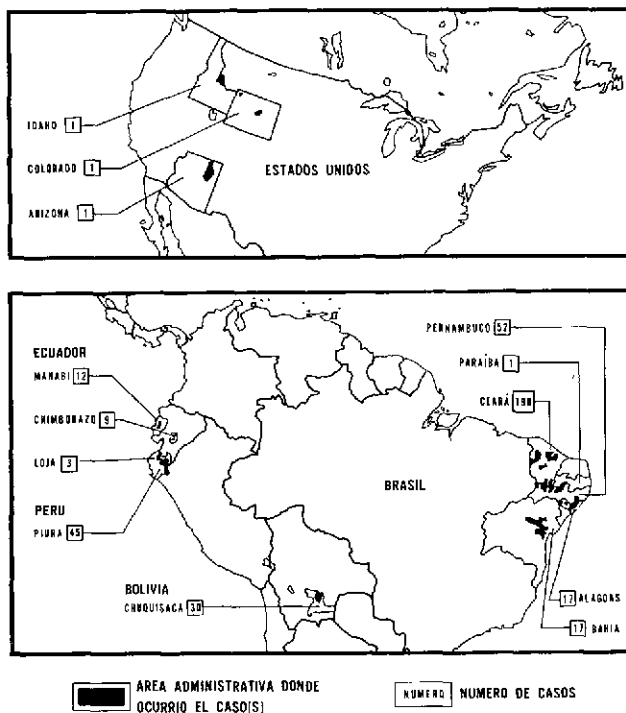 IDAHO 1
COLORADO 1
ARIZONA 1
ESTADOS UNIDOS
PERNAMBUCO 52
PARAÍBA 1
CEARÁ 190
ECUADOR
MANABI 12
CHIMBORAZO 9
LOJA 3
PERU
PIURA 45
BRASIL
BOLIVIA
CHUQUISACA 30
17 ALAGOAS
17 BAHIA
AREA ADMINISTRATIVA DONDE
OCURRIO EL CASO(S)
NUMERO NUMERO DE CASOS